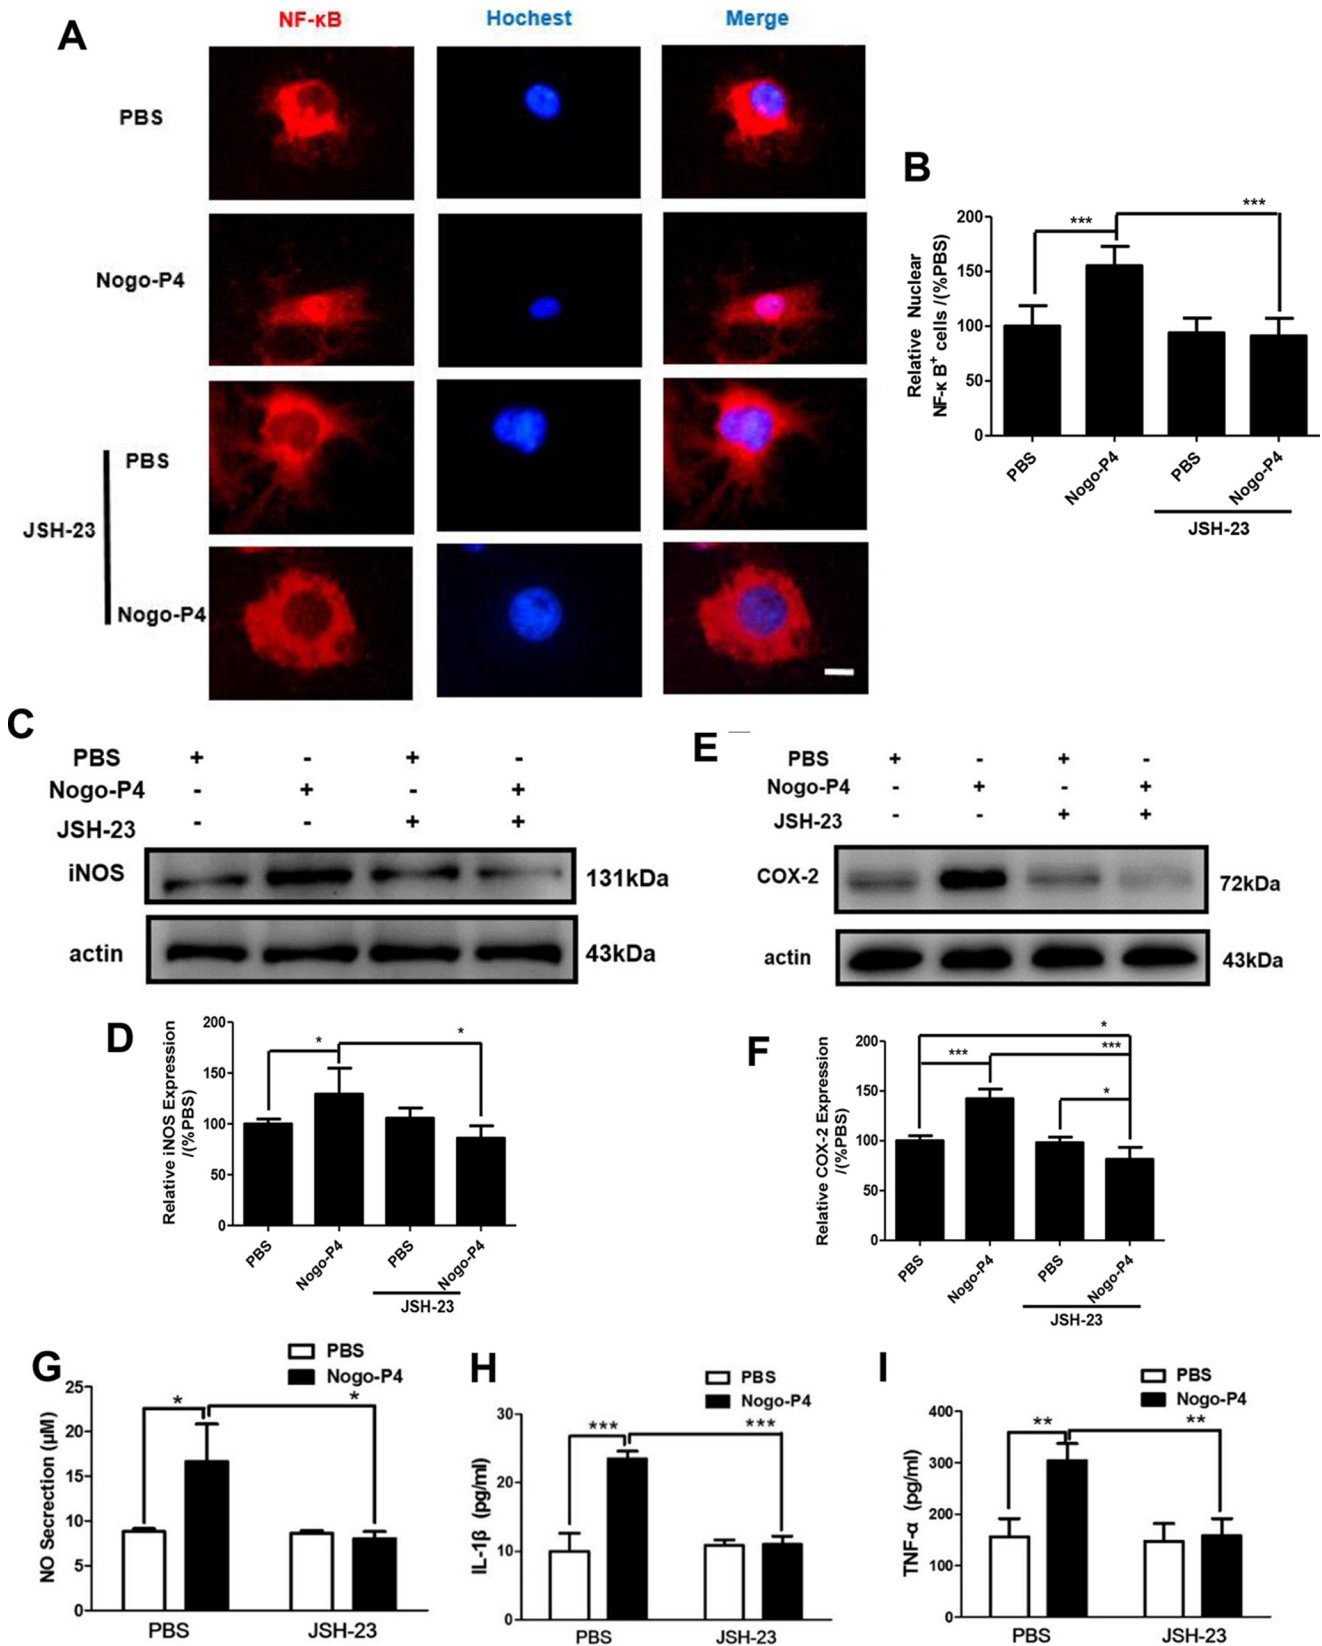 A
NF-κB
Hochest
Merge
PBS
Nogo-P4
JSH-23
PBS
Nogo-P4
B
Relative Nuclear
NF-κ B+ cells /(%PBS)
200
150
100
50
0
***
***
PBS
Nogo-P4
PBS
Nogo-P4
JSH-23
C
PBS + - + -
Nogo-P4 - + - +
JSH-23 - - + +
iNOS
131kDa
actin
43kDa
E
PBS + - + -
Nogo-P4 - + - +
JSH-23 - - + +
COX-2
72kDa
actin
43kDa
D
Relative iNOS Expression
/(%PBS)
200
150
100
50
0
*
*
PBS
Nogo-P4
PBS
Nogo-P4
JSH-23
F
Relative COX-2 Expression
/(%PBS)
200
150
100
50
0
*
***
***
*
PBS
Nogo-P4
PBS
Nogo-P4
JSH-23
G
PBS
Nogo-P4
NO Secrection (μM)
25
20
15
10
5
0
*
*
PBS
JSH-23
H
PBS
Nogo-P4
IL-1β (pg/ml)
30
20
10
0
***
***
PBS
JSH-23
I
PBS
Nogo-P4
TNF-α (pg/ml)
400
300
200
100
0
**
**
PBS
JSH-23